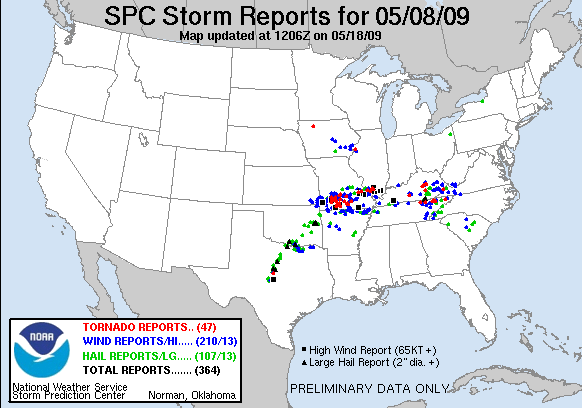 SPC Storm Reports for 05/08/09
Map updated at 1206Z on 05/18/09
TORNADO REPORTS.. (47)
WIND REPORTS/HI..... (210/13)
HAIL REPORTS/LG..... (107/13)
TOTAL REPORTS....... (364)
NOAA
National Weather Service
Storm Prediction Center Norman, Oklahoma
High Wind Report (65KT +)
Large Hail Report (2" dia. +)
PRELIMINARY DATA ONLY